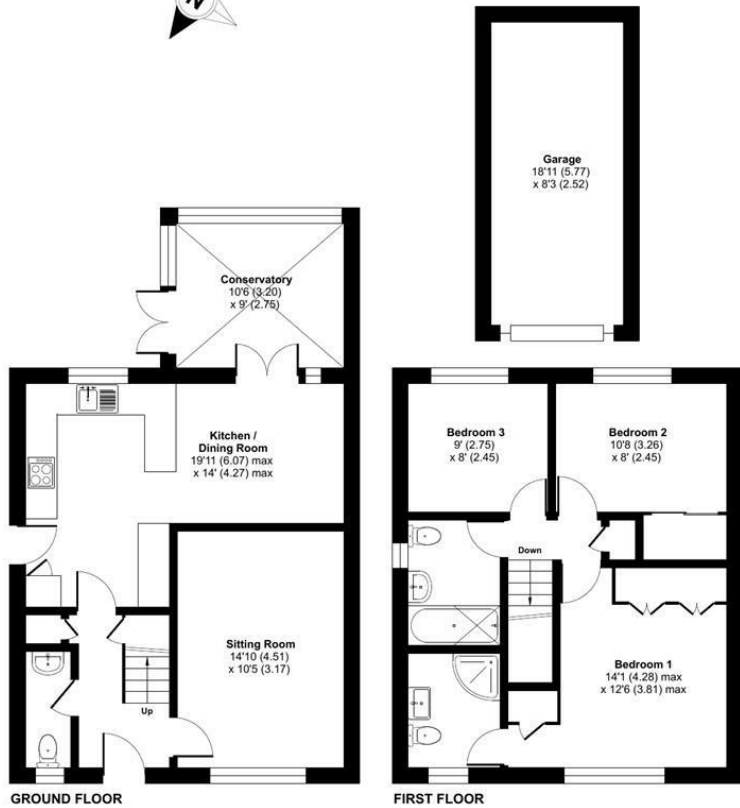 N
Garage
18'11 (5.77)
x 8'3 (2.52)
Conservatory
10'6 (3.20)
x 9' (2.75)
Kitchen /
Dining Room
19'11 (6.07) max
x 14' (4.27) max
Sitting Room
14'10 (4.51)
x 10'5 (3.17)
Up
GROUND FLOOR
Bedroom 3
9' (2.75)
x 8' (2.45)
Bedroom 2
10'8 (3.26)
x 8' (2.45)
Down
Bedroom 1
14'1 (4.28) max
x 12'6 (3.81) max
FIRST FLOOR